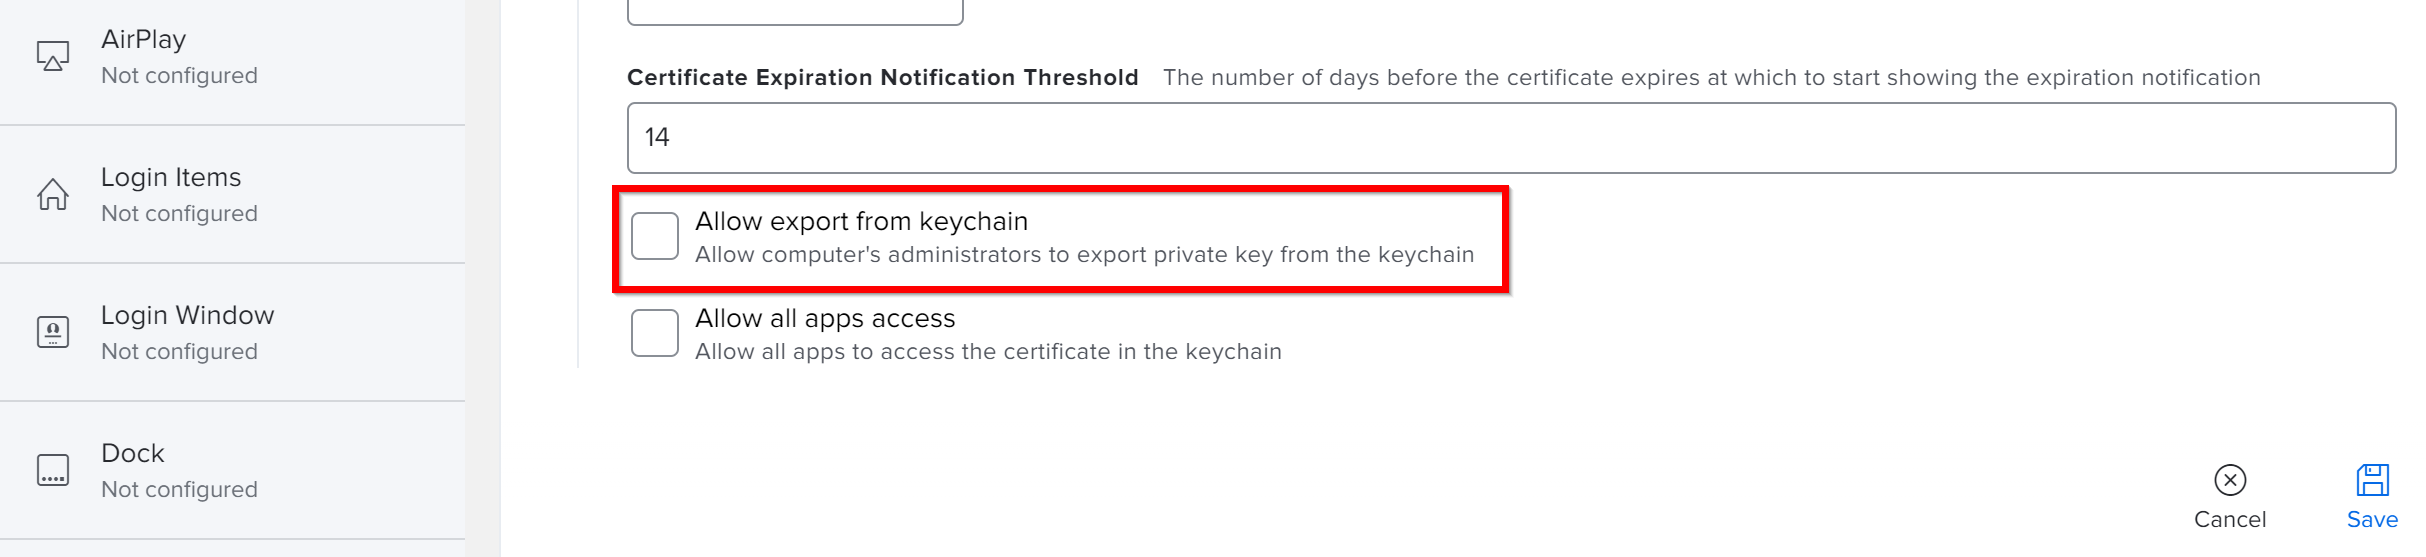 AirPlay
Not configured
Login Items
Not configured
Login Window
Not configured
Dock
Not configured
Certificate Expiration Notification Threshold The number of days before the certificate expires at which to start showing the expiration notification
14
Allow export from keychain
Allow computer's administrators to export private key from the keychain
Allow all apps access
Allow all apps to access the certificate in the keychain
Cancel
Save